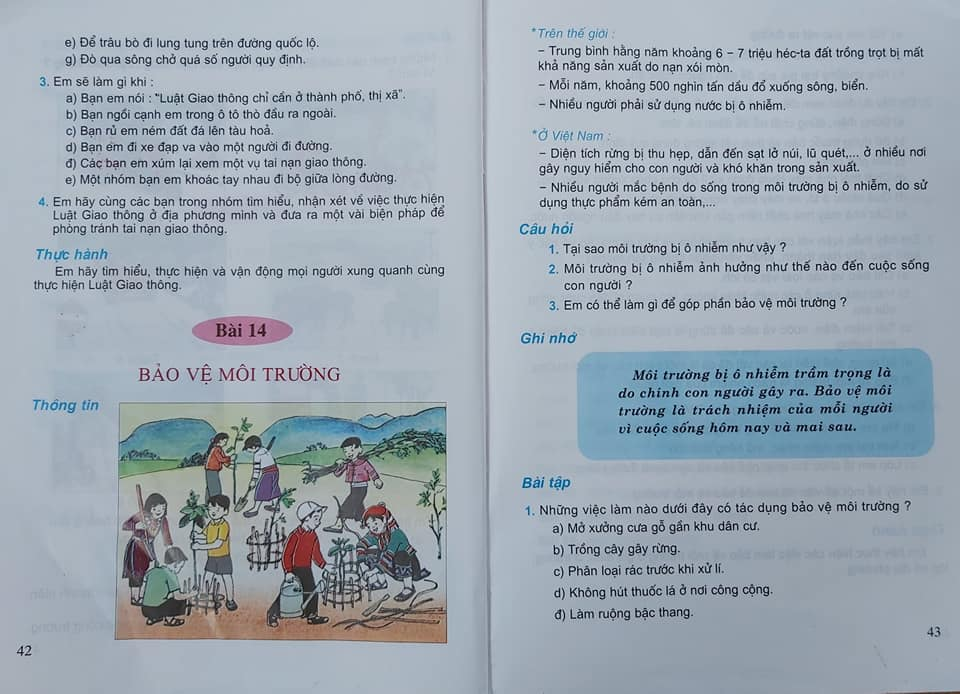 e) Để trâu bò đi lung tung trên đường quốc lộ.
g) Đò qua sông chở quá số người quy định.
3. Em sẽ làm gì khi :
a) Bạn em nói : “Luật Giao thông chỉ cần ở thành phố, thị xã”.
b) Bạn ngồi cạnh em trong ô tô thò đầu ra ngoài.
c) Bạn rủ em ném đất đá lên tàu hoả.
d) Bạn em đi xe đạp va vào một người đi đường.
đ) Các bạn em xúm lại xem một vụ tai nạn giao thông.
e) Một nhóm bạn em khoác tay nhau đi bộ giữa lòng đường.
4. Em hãy cùng các bạn trong nhóm tìm hiểu, nhận xét về việc thực hiện
Luật Giao thông ở địa phương mình và đưa ra một vài biện pháp để
phòng tránh tai nạn giao thông.
Thực hành
Em hãy tìm hiểu, thực hiện và vận động mọi người xung quanh cùng
thực hiện Luật Giao thông.
Bài 14
BẢO VỆ MÔI TRƯỜNG
Thông tin
42
* Trên thế giới :
– Trung bình hằng năm khoảng 6 – 7 triệu héc-ta đất trồng trọt bị mất
khả năng sản xuất do nạn xói mòn.
– Mỗi năm, khoảng 500 nghìn tấn dầu đổ xuống sông, biển.
– Nhiều người phải sử dụng nước bị ô nhiễm.
* Ở Việt Nam :
– Diện tích rừng bị thu hẹp, dẫn đến sạt lở núi, lũ quét,... ở nhiều nơi
gây nguy hiểm cho con người và khó khăn trong sản xuất.
– Nhiều người mắc bệnh do sống trong môi trường bị ô nhiễm, do sử
dụng thực phẩm kém an toàn,...
Câu hỏi
1. Tại sao môi trường bị ô nhiễm như vậy ?
2. Môi trường bị ô nhiễm ảnh hưởng như thế nào đến cuộc sống
con người ?
3. Em có thể làm gì để góp phần bảo vệ môi trường ?
Ghi nhớ
Môi trường bị ô nhiễm trầm trọng là
do chính con người gây ra. Bảo vệ môi
trường là trách nhiệm của mỗi người
vì cuộc sống hôm nay và mai sau.
Bài tập
1. Những việc làm nào dưới đây có tác dụng bảo vệ môi trường ?
a) Mở xưởng cưa gỗ gần khu dân cư.
b) Trồng cây gây rừng.
c) Phân loại rác trước khi xử lí.
d) Không hút thuốc lá ở nơi công cộng.
đ) Làm ruộng bậc thang.
43